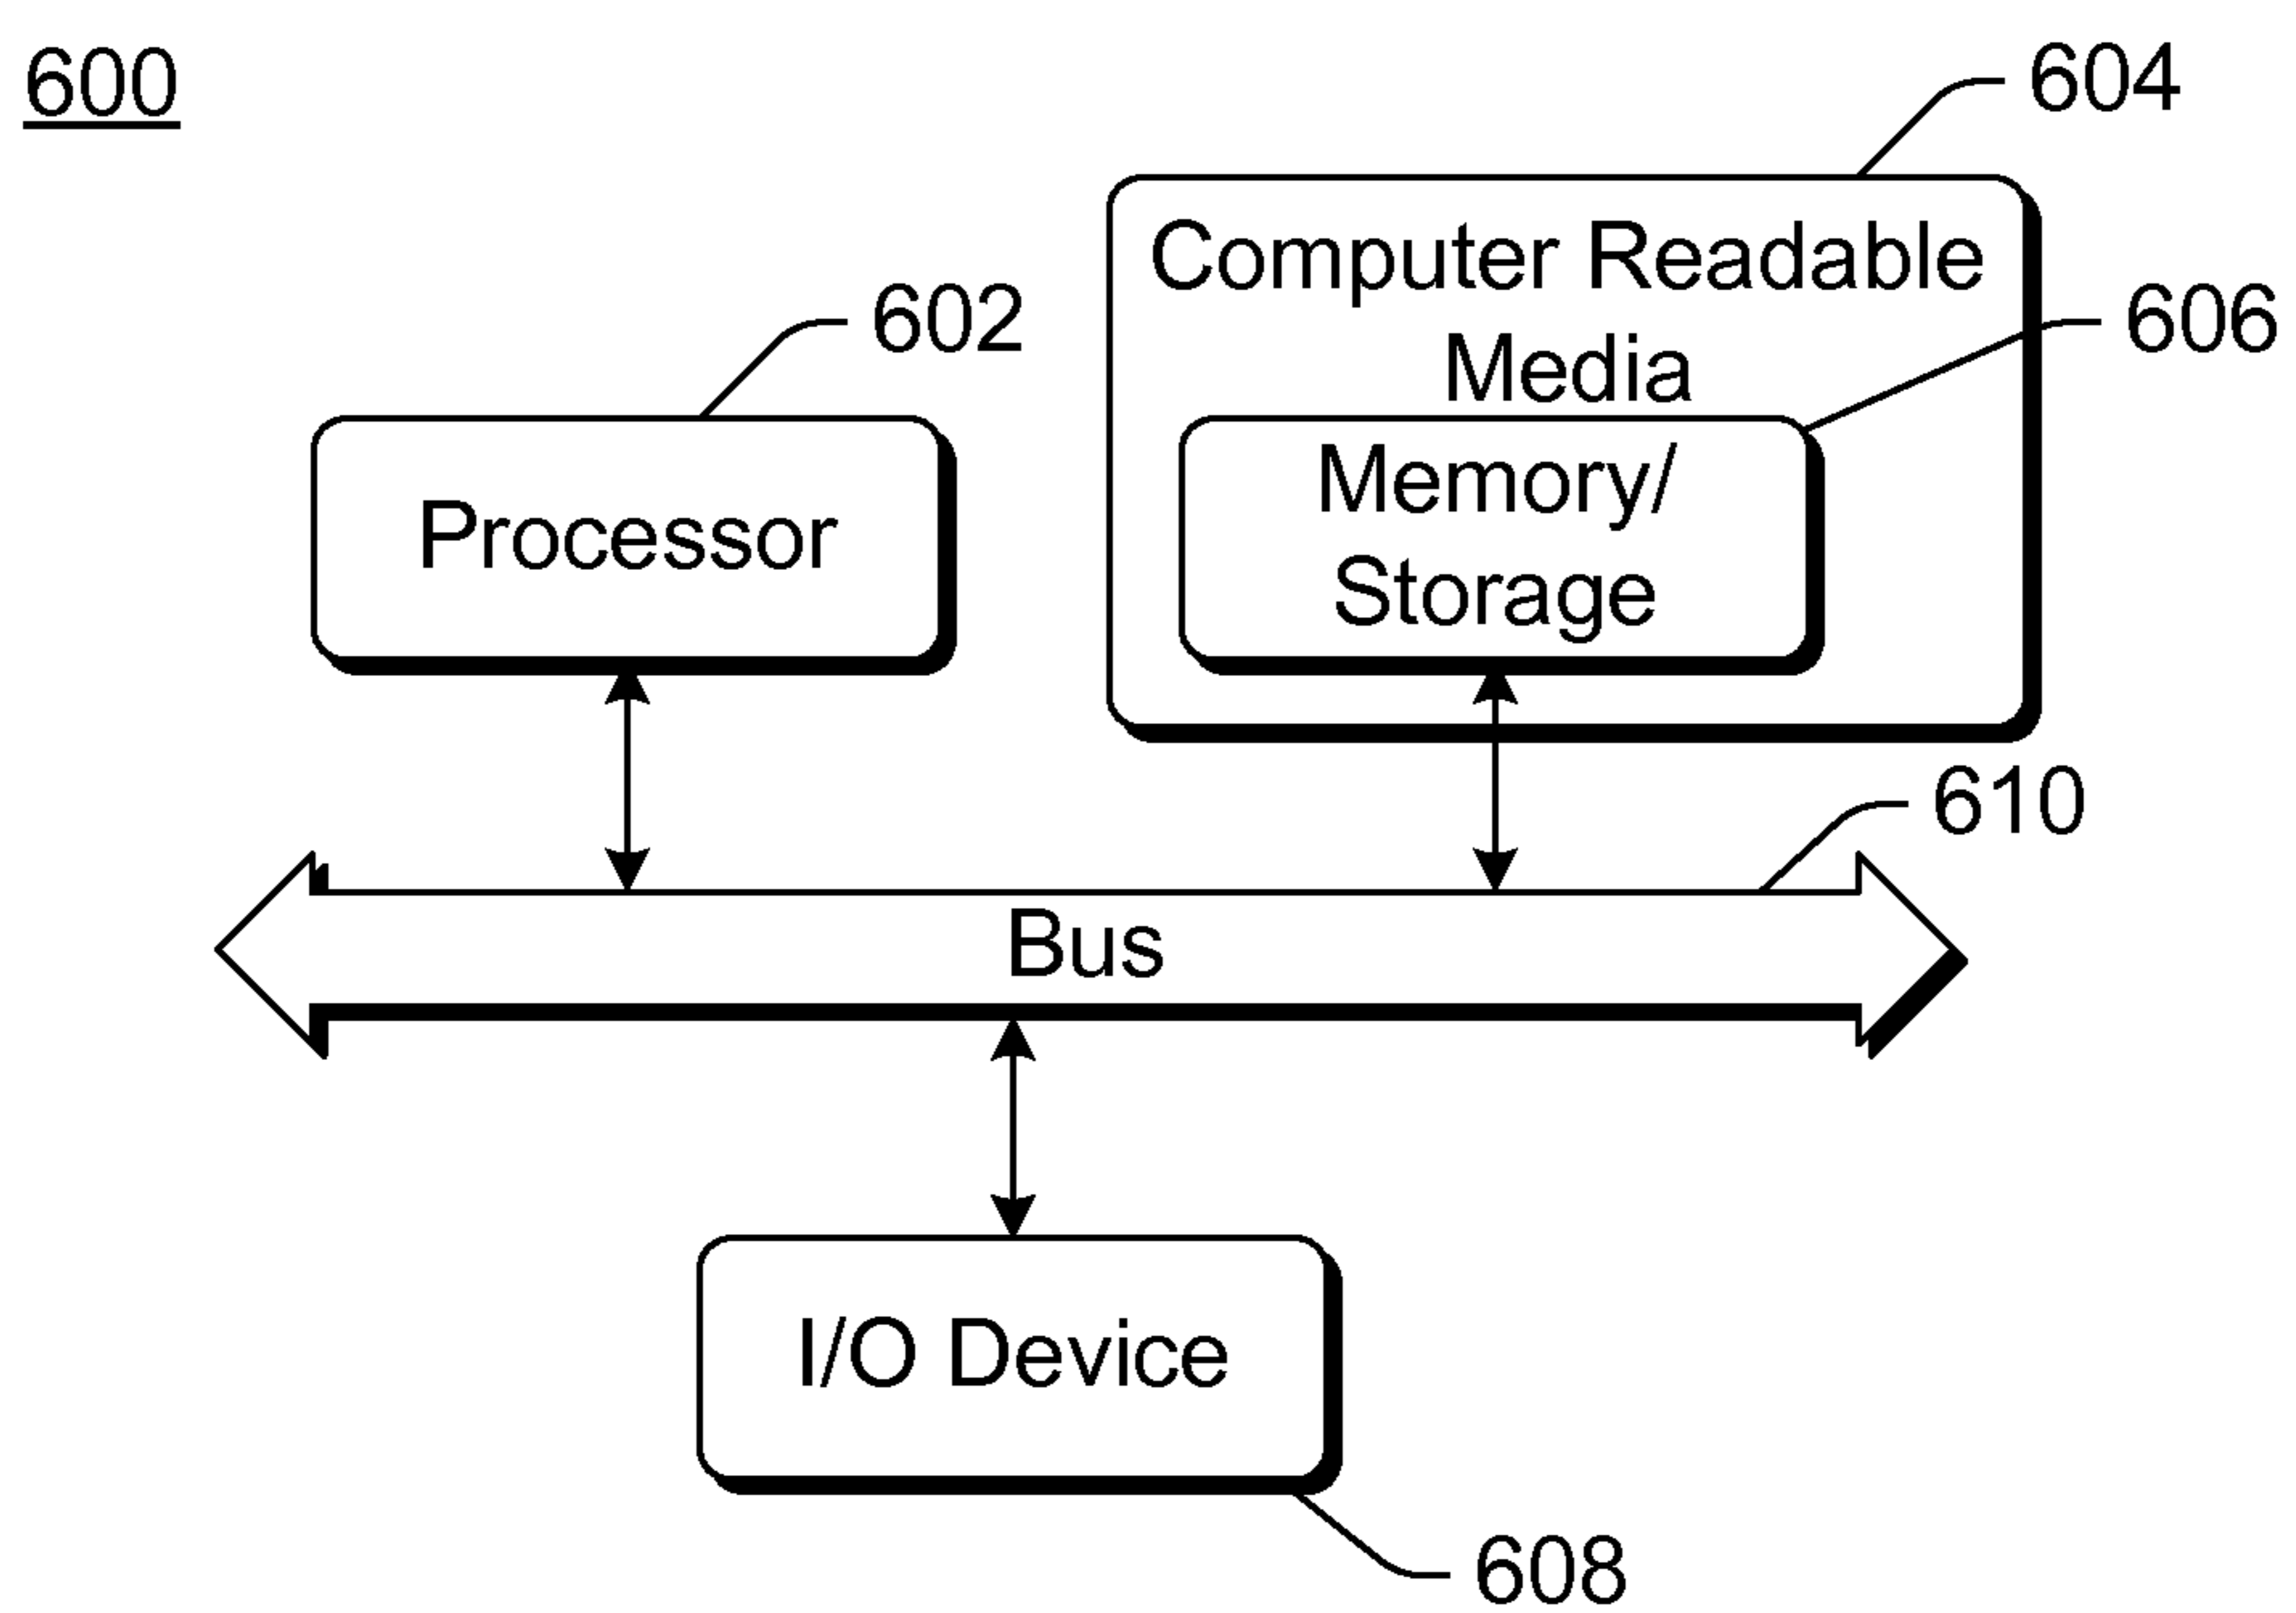 600
604
Computer Readable
Media
606
602
Memory/
Storage
Processor
610
Bus
I/O Device
608